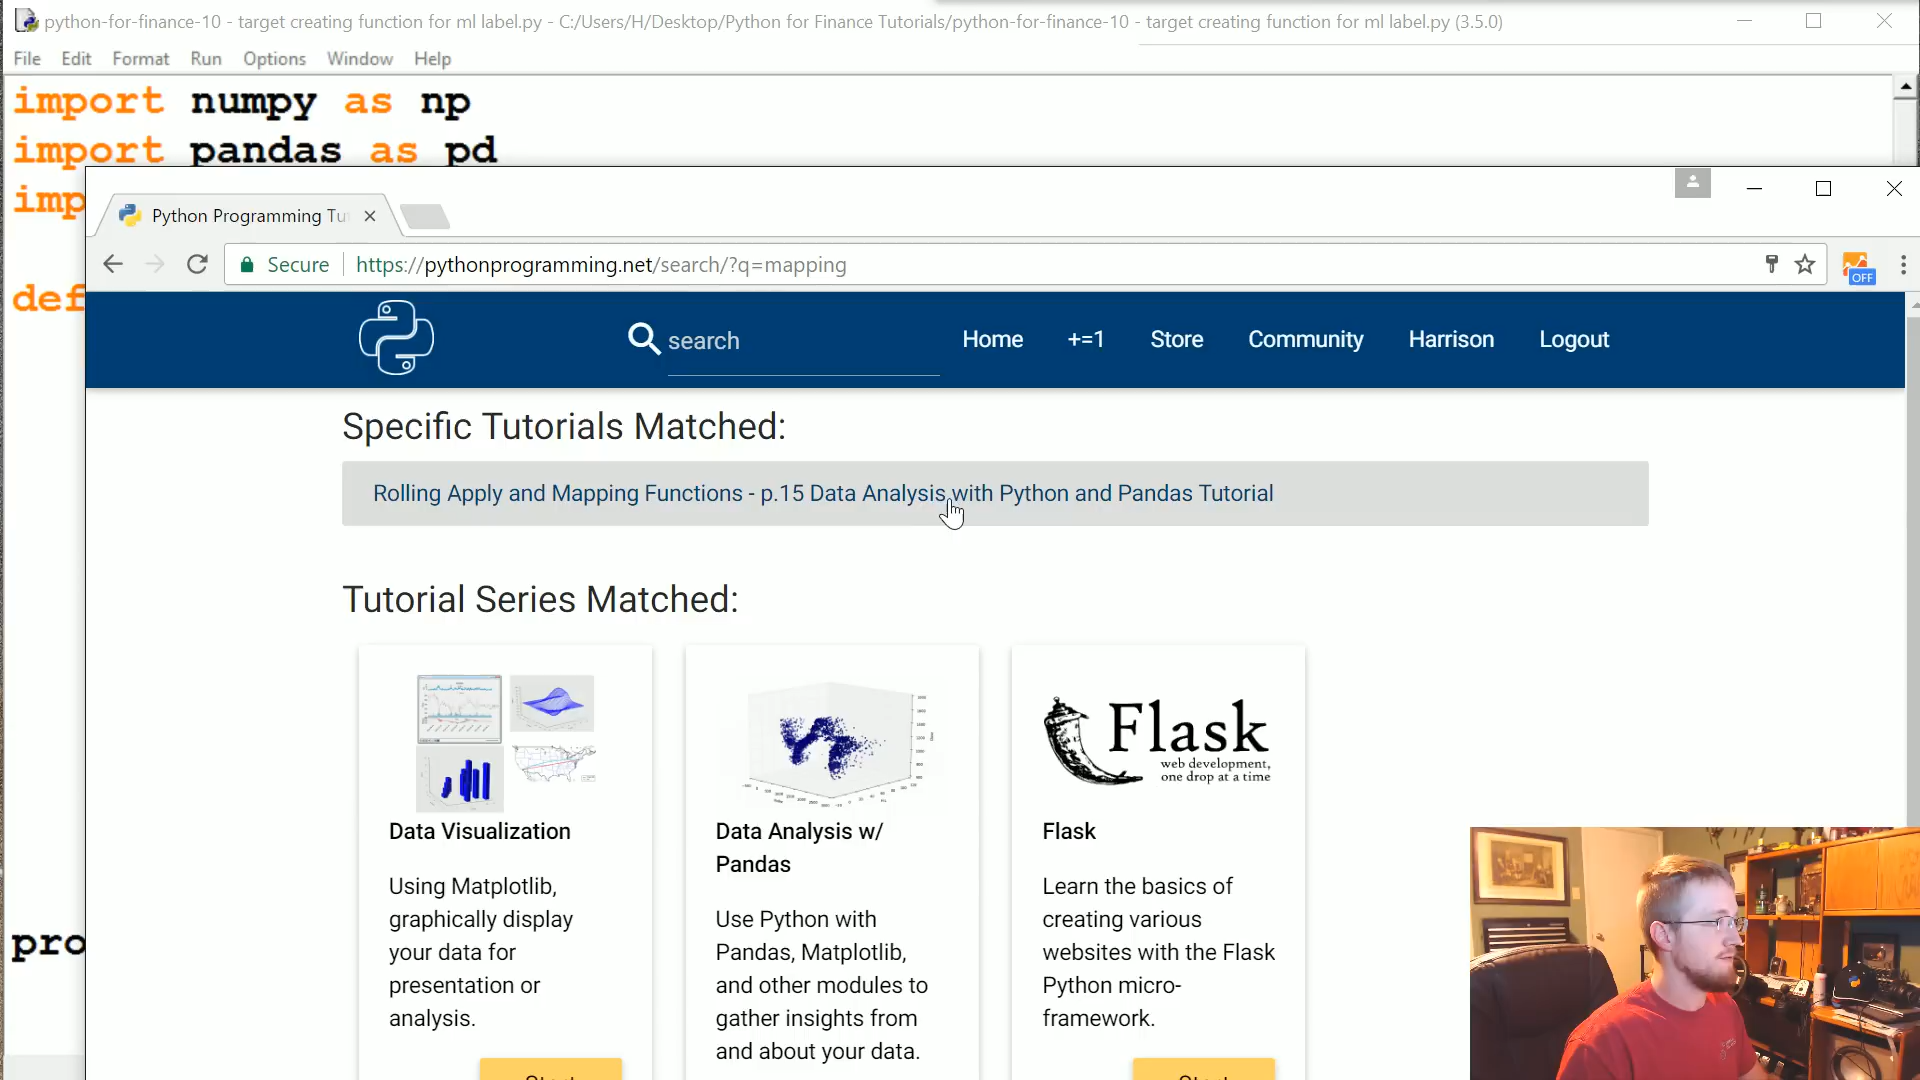 python-for-finance-10 - target creating function for ml label.py - C:/Users/H/Desktop/Python for Finance Tutorials/python-for-finance-10 - target creating function for ml label.py (3.5.0)
File Edit Format Run Options Window Help
import numpy as np
import pandas as pd
imp
Python Programming Tu
Secure https://pythonprogramming.net/search/?q=mapping
OFF
def
search Home +=1 Store Community Harrison Logout
Specific Tutorials Matched:
Rolling Apply and Mapping Functions - p.15 Data Analysis with Python and Pandas Tutorial
Tutorial Series Matched:
Flask
web development,
one drop at a time
Data Visualization
Using Matplotlib,
graphically display
your data for
presentation or
analysis.
Data Analysis w/
Pandas
Use Python with
Pandas, Matplotlib,
and other modules to
gather insights from
and about your data.
Flask
Learn the basics of
creating various
websites with the Flask
Python micro-
framework.
pro
Start Start